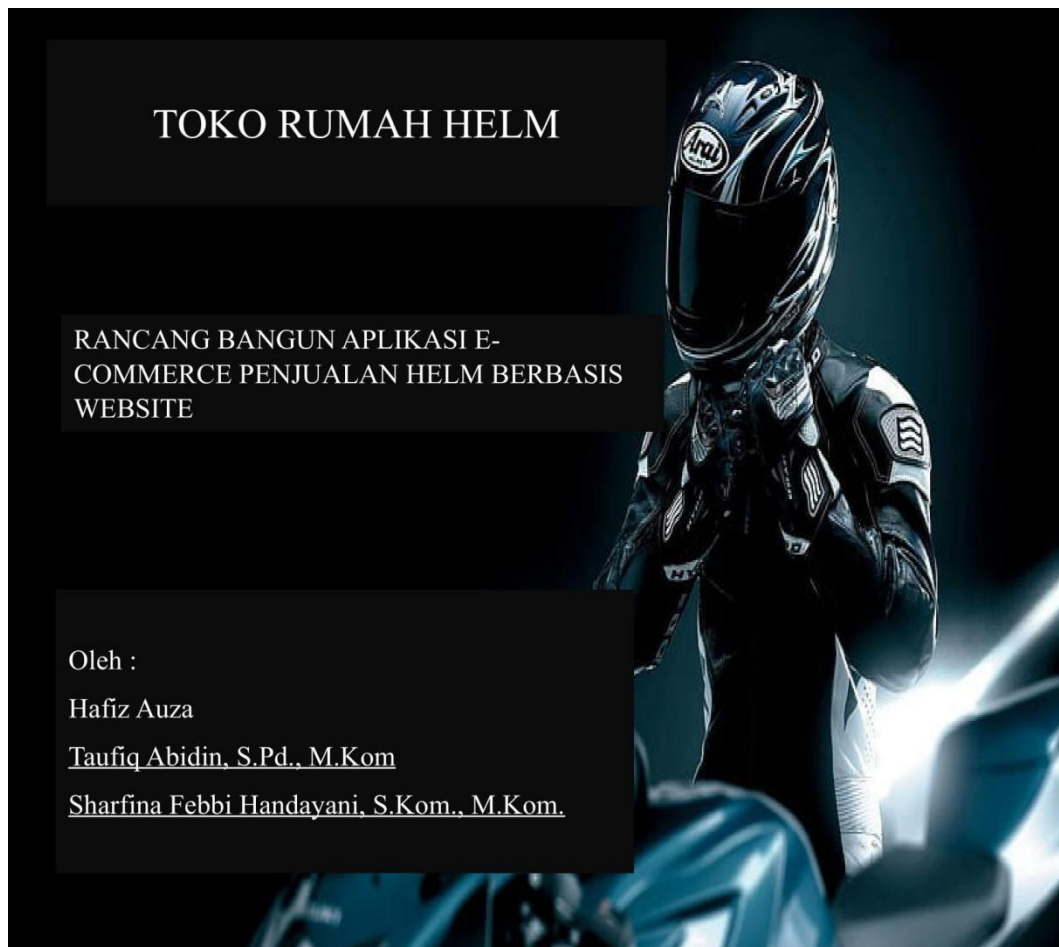 TOKO RUMAH HELM
Arai
RANCANG BANGUN APLIKASI E-
COMMERCE PENJUALAN HELM BERBASIS
WEBSITE
Oleh :
Hafiz Auza
Taufiq Abidin, S.Pd., M.Kom
Sharfina Febbi Handayani, S.Kom., M.Kom.